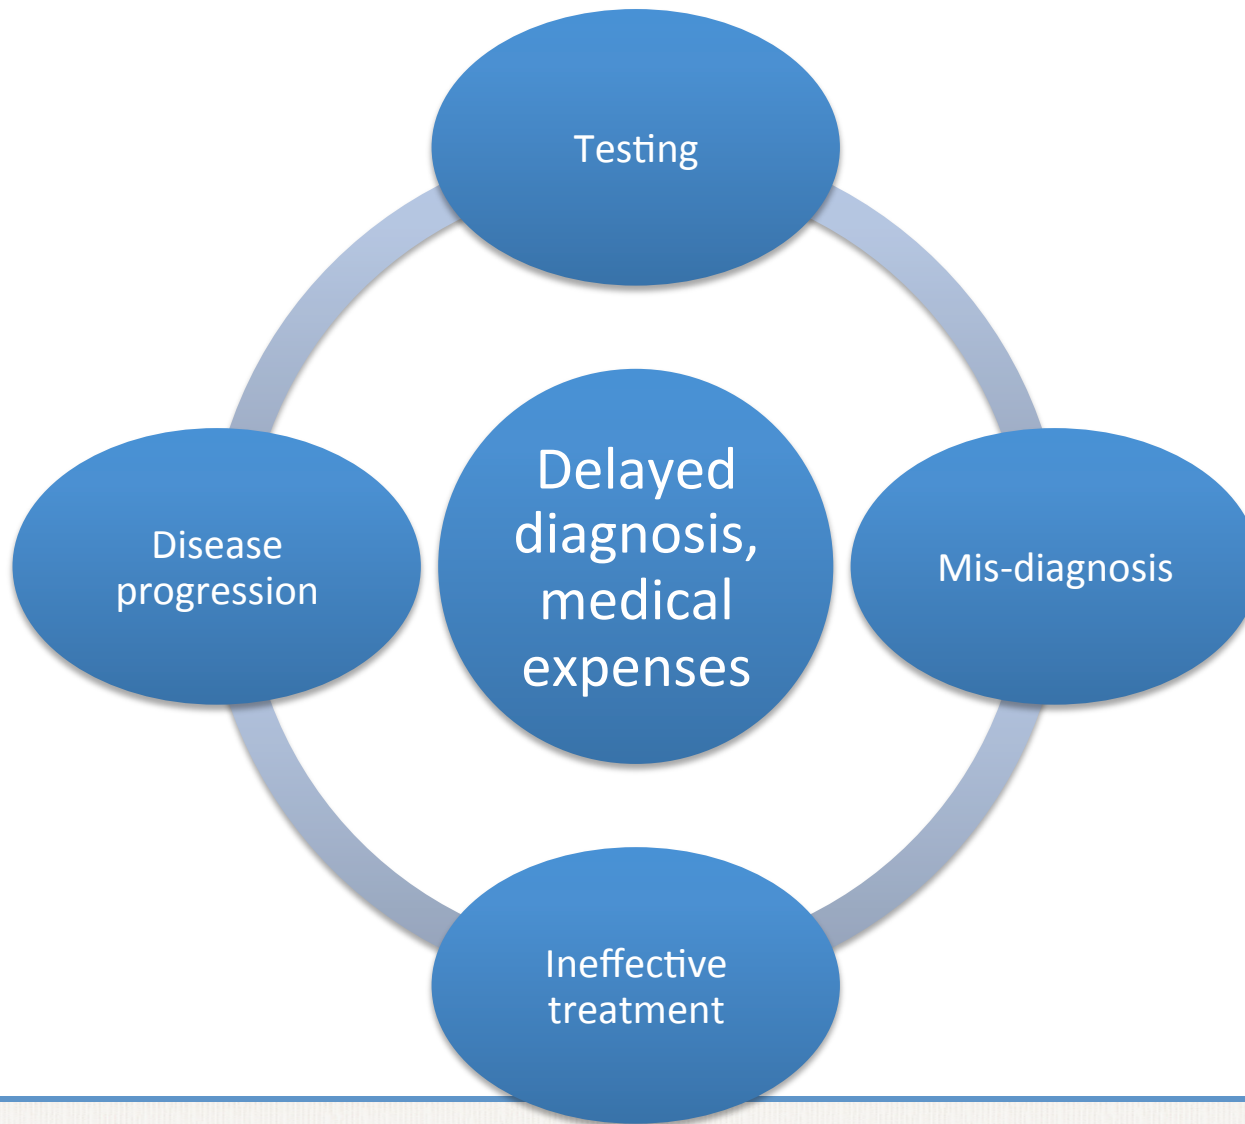 Testing
Delayed
diagnosis,
medical
expenses
Disease
progression
Mis-diagnosis
Ineffective
treatment